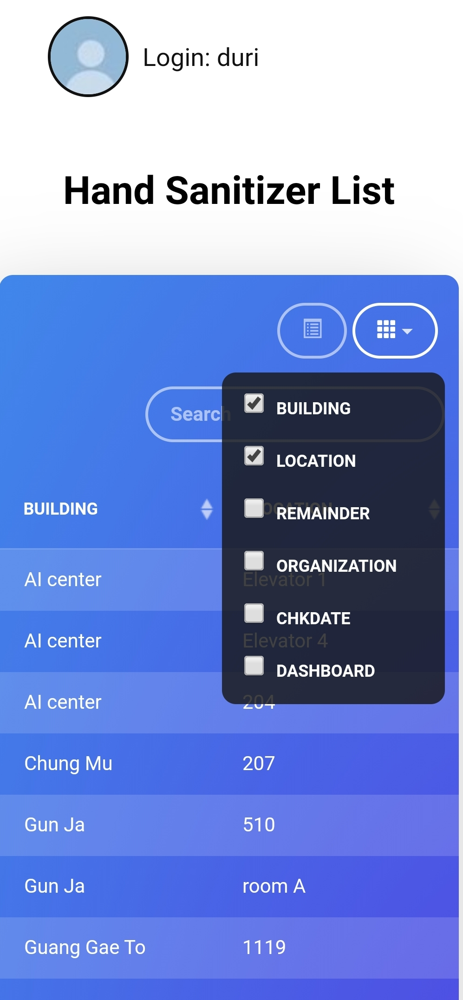 Login: duri
Hand Sanitizer List
Search
BUILDING
LOCATION
REMAINDER
ORGANIZATION
CHKDATE
DASHBOARD
BUILDING LOCATION
AI center Elevator 1
AI center Elevator 4
AI center 204
Chung Mu 207
Gun Ja 510
Gun Ja room A
Guang Gae To 1119